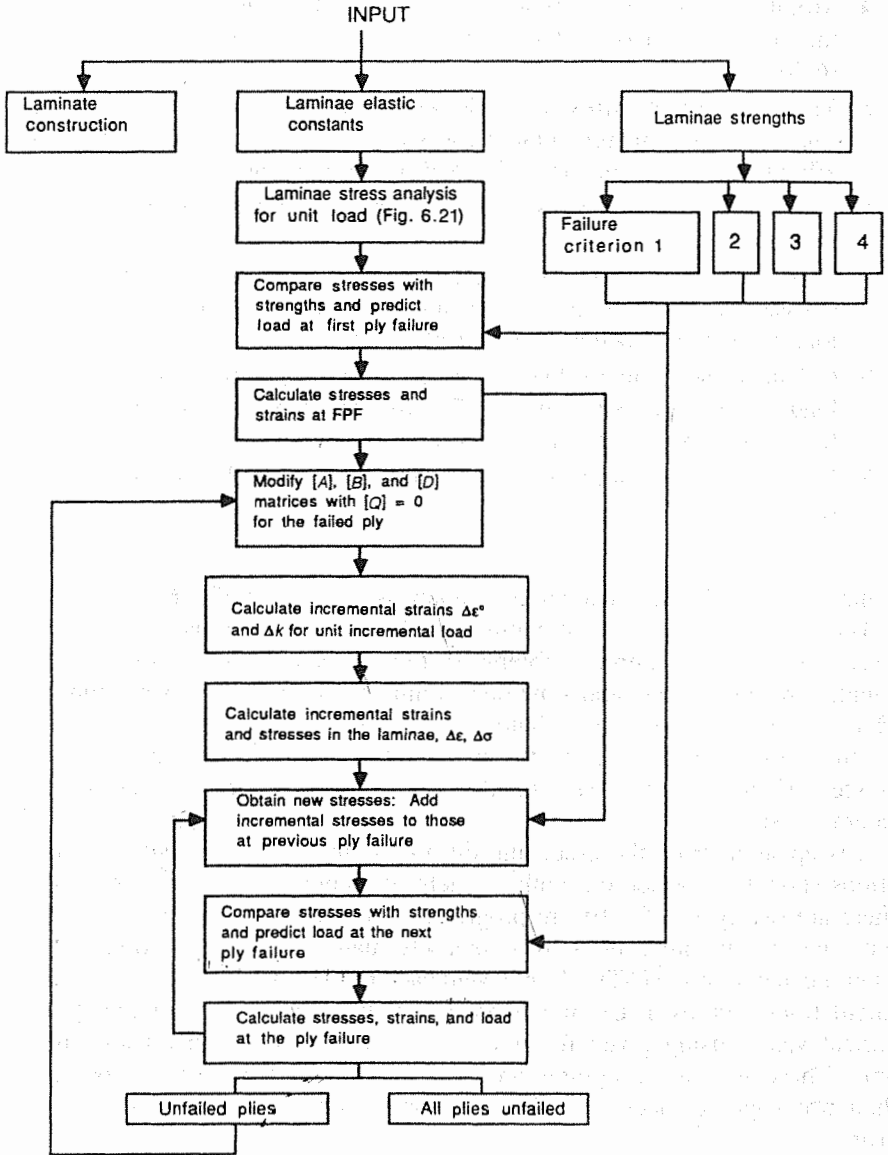 INPUT
Laminate
construction
Laminae elastic
constants
Laminae strengths
Laminae stress analysis
for unit load (Fig. 6.21)
Failure
criterion 1
2
3
4
Compare stresses with
strengths and predict
load at first ply failure
Calculate stresses and
strains at FPF
Modify [A], [B], and [D]
matrices with [Q] = 0
for the failed ply
Calculate incremental strains Δε°
and Δk for unit incremental load
Calculate incremental strains
and stresses in the laminae, Δε, Δσ
Obtain new stresses: Add
incremental stresses to those
at previous ply failure
Compare stresses with strengths
and predict load at the next
ply failure
Calculate stresses, strains, and load
at the ply failure
Unfailed plies
All plies unfailed